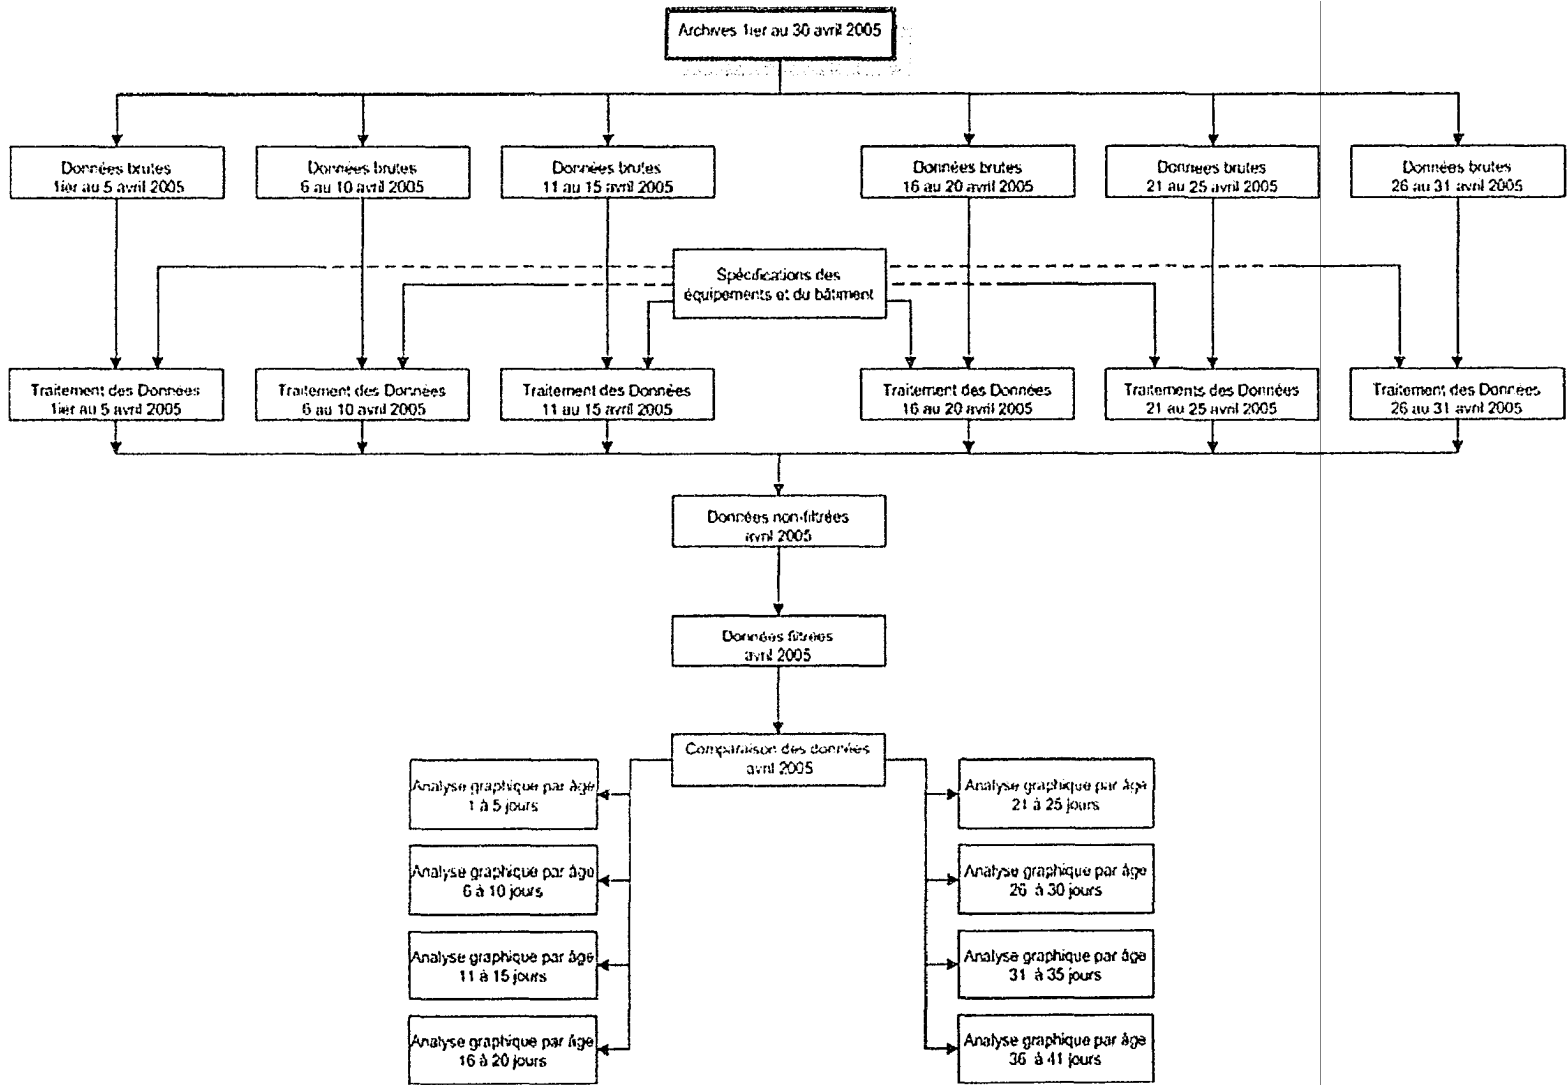 Archives 1ier au 30 avril 2005
Données brutes
1ier au 5 avril 2005
Données brutes
6 au 10 avril 2005
Données brutes
11 au 15 avril 2005
Données brutes
16 au 20 avril 2005
Données brutes
21 au 25 avril 2005
Données brutes
26 au 31 avril 2005
Spécifications des
équipements et du bâtiment
Traitement des Données
1ier au 5 avril 2005
Traitement des Données
6 au 10 avril 2005
Traitement des Données
11 au 15 avril 2005
Traitement des Données
16 au 20 avril 2005
Traitements des Données
21 au 25 avril 2005
Traitement des Données
26 au 31 avril 2005
Données non-filtrées
avril 2005
Données filtrées
avril 2005
Comparaison des données
avril 2005
Analyse graphique par âge
1 à 5 jours
Analyse graphique par âge
6 à 10 jours
Analyse graphique par âge
11 à 15 jours
Analyse graphique par âge
16 à 20 jours
Analyse graphique par âge
21 à 25 jours
Analyse graphique par âge
26 à 30 jours
Analyse graphique par âge
31 à 35 jours
Analyse graphique par âge
36 à 41 jours